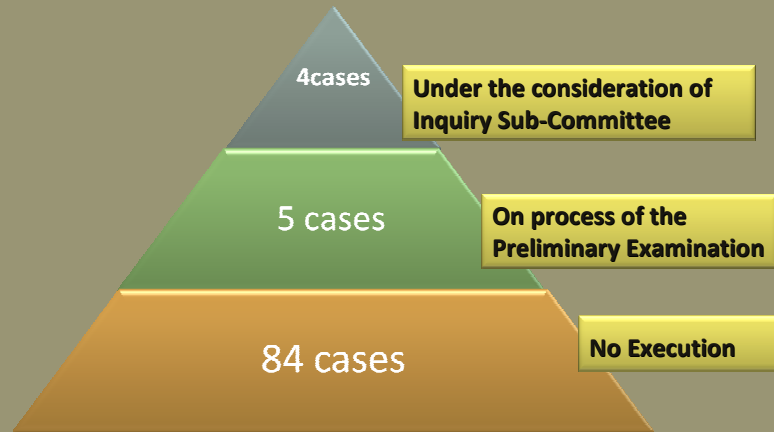 4cases
Under the consideration of
Inquiry Sub-Committee
5 cases
On process of the
Preliminary Examination
84 cases
No Execution